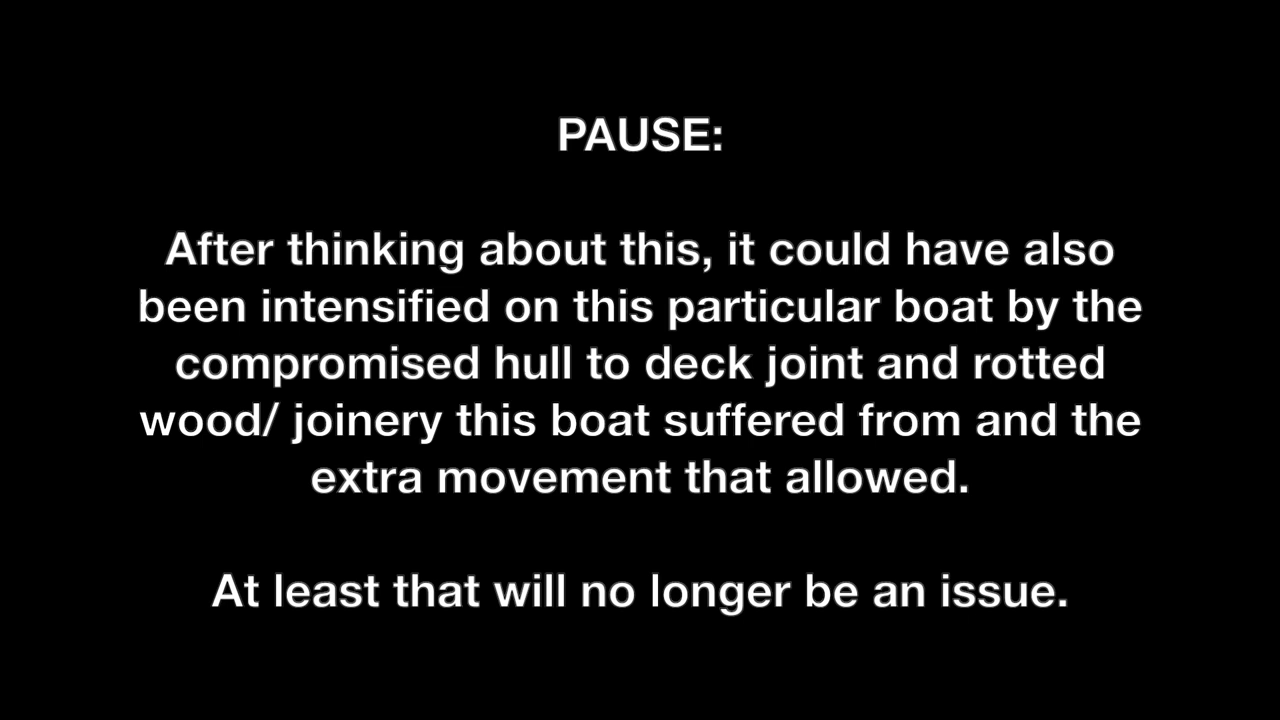 PAUSE:
After thinking about this, it could have also
been intensified on this particular boat by the
compromised hull to deck joint and rotted
wood/ joinery this boat suffered from and the
extra movement that allowed.
At least that will no longer be an issue.